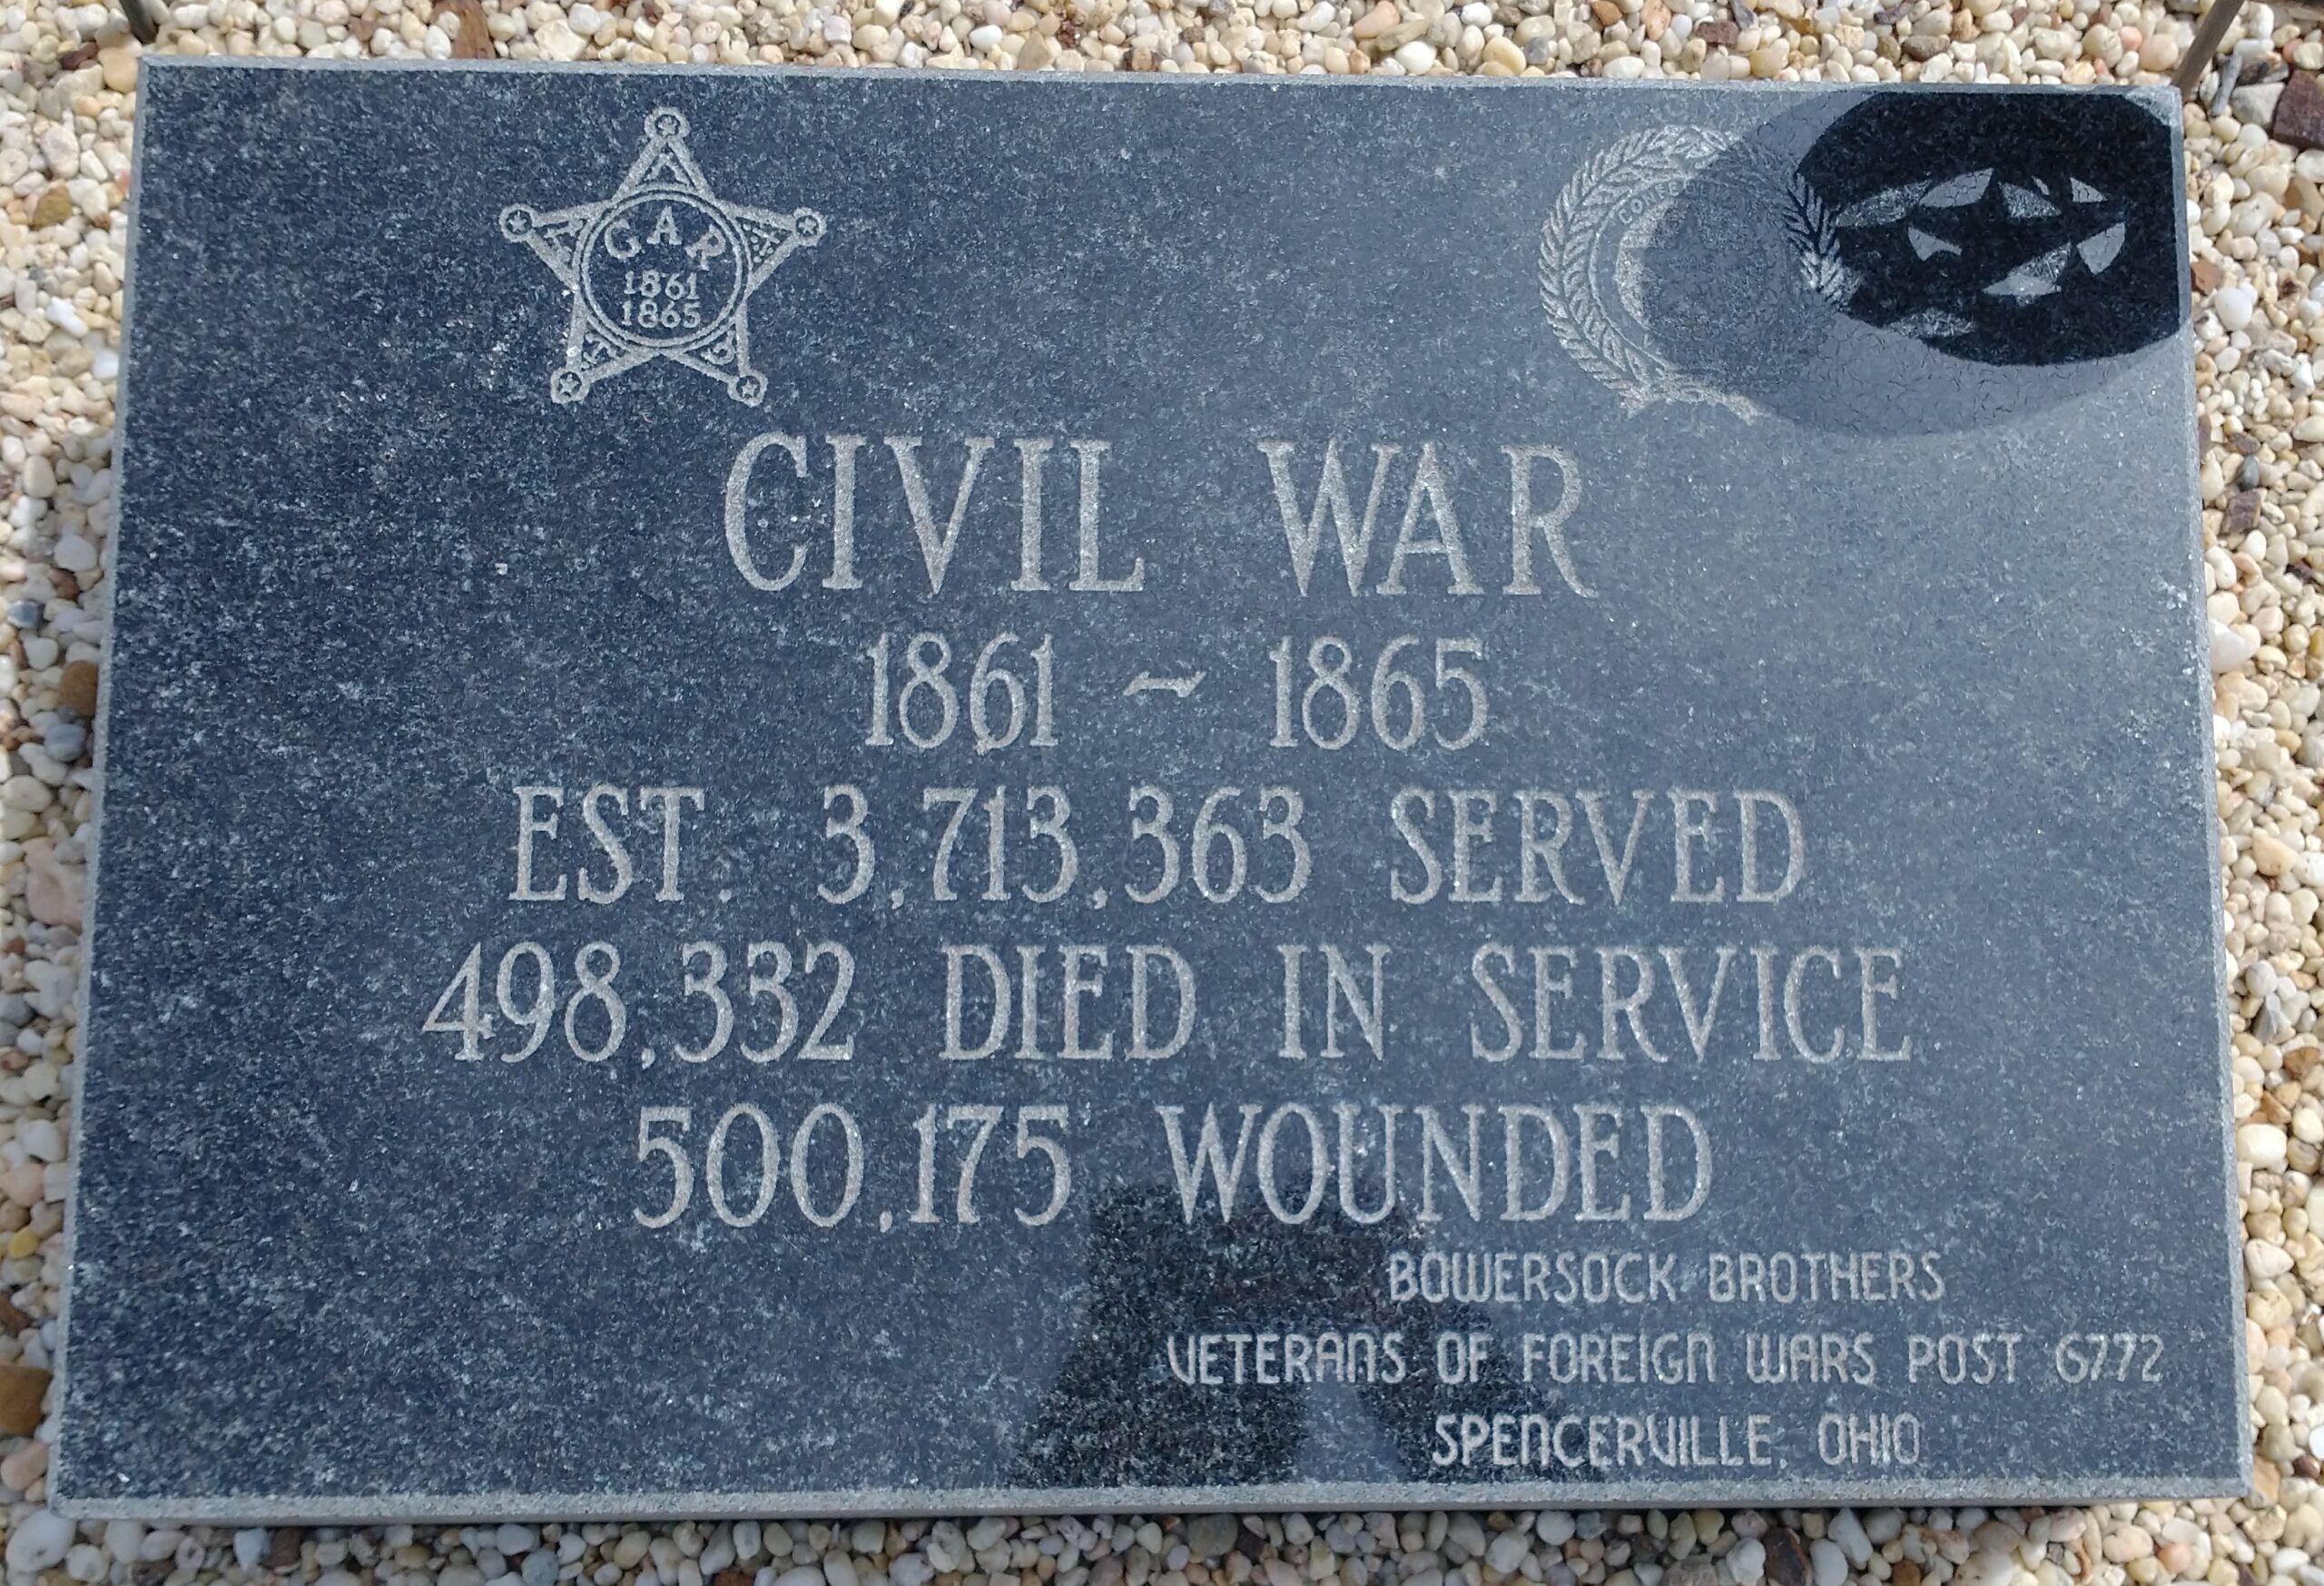 GAR
1861
1865
CIVIL WAR
1861 ~ 1865
EST. 3,713,363 SERVED
498,332 DIED IN SERVICE
500,175 WOUNDED
BOWERSOCK BROTHERS
VETERANS OF FOREIGN WARS POST 6772
SPENCERVILLE, OHIO